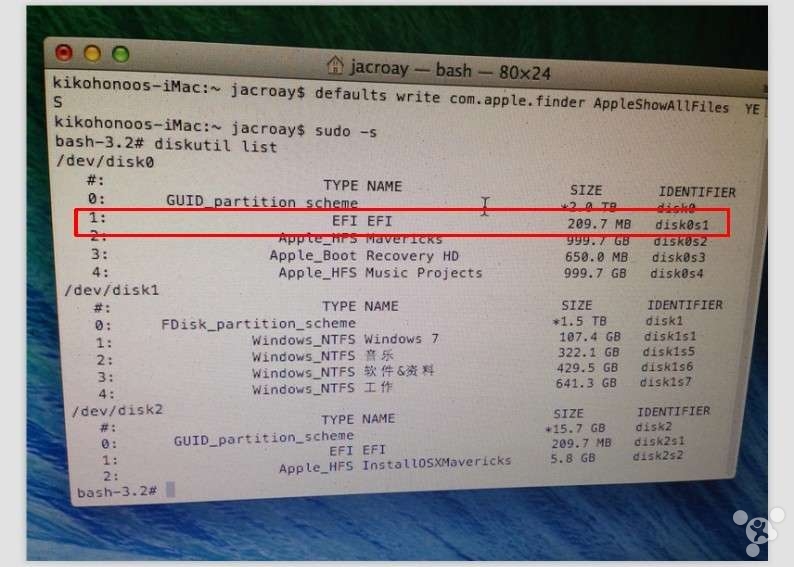 jacroay — bash — 80×24
kikohonoos-iMac:~ jacroay$ defaults write com.apple.finder AppleShowAllFiles YE
S
kikohonoos-iMac:~ jacroay$ sudo -s
bash-3.2# diskutil list
/dev/disk0
#: TYPE NAME SIZE IDENTIFIER
0: GUID_partition_scheme *2.0 TB disk0
1: EFI EFI 209.7 MB disk0s1
2: Apple_HFS Mavericks 999.7 GB disk0s2
3: Apple_Boot Recovery HD 650.0 MB disk0s3
4: Apple_HFS Music Projects 999.7 GB disk0s4
/dev/disk1
#: TYPE NAME SIZE IDENTIFIER
0: FDisk_partition_scheme *1.5 TB disk1
1: Windows_NTFS Windows 7 107.4 GB disk1s1
2: Windows_NTFS 音乐 322.1 GB disk1s5
3: Windows_NTFS 软件&资料 429.5 GB disk1s6
4: Windows_NTFS 工作 641.3 GB disk1s7
/dev/disk2
#: TYPE NAME SIZE IDENTIFIER
0: GUID_partition_scheme *15.7 GB disk2
1: EFI EFI 209.7 MB disk2s1
2: Apple_HFS InstallOSXMavericks 5.8 GB disk2s2
bash-3.2#